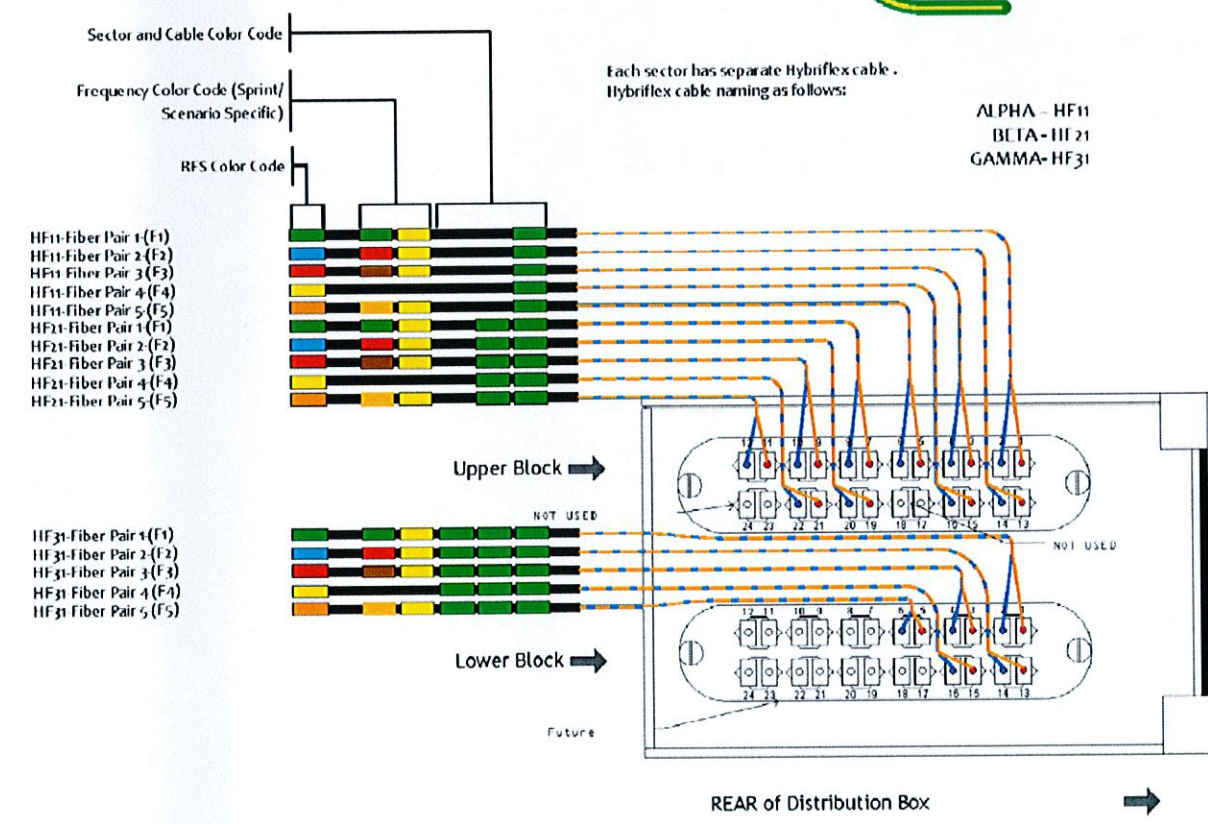 Sector and Cable Color Code
Frequency Color Code (Sprint/
Scenario Specific)
RFS Color Code
Each sector has separate Hybriflex cable .
Hybriflex cable naming as follows:
ALPHA - HF11
BETA - HF21
GAMMA- HF31
HF11-Fiber Pair 1-(F1)
HF11-Fiber Pair 2-(F2)
HF11-Fiber Pair 3 (F3)
HF11-Fiber Pair 4-(F4)
HF11-Fiber Pair 5-(F5)
HF21-Fiber Pair 1-(F1)
HF21-Fiber Pair 2-(F2)
HF21-Fiber Pair 3 (F3)
HF21-Fiber Pair 4-(F4)
HF21-Fiber Pair 5-(F5)
Upper Block
12 11 10 9 8 7 6 5 4 3 2 1
24 23 22 21 20 19 18 17 16 15 14 13
NOT USED
NOT USED
HF31-Fiber Pair 1-(F1)
HF31-Fiber Pair 2-(F2)
HF31-Fiber Pair 3-(F3)
HF31 Fiber Pair 4-(F4)
HF31 Fiber Pair 5-(F5)
12 11 10 9 8 7 6 5 4 3 2 1
Lower Block
24 23 22 21 20 19 18 17 16 15 14 13
Future
REAR of Distribution Box